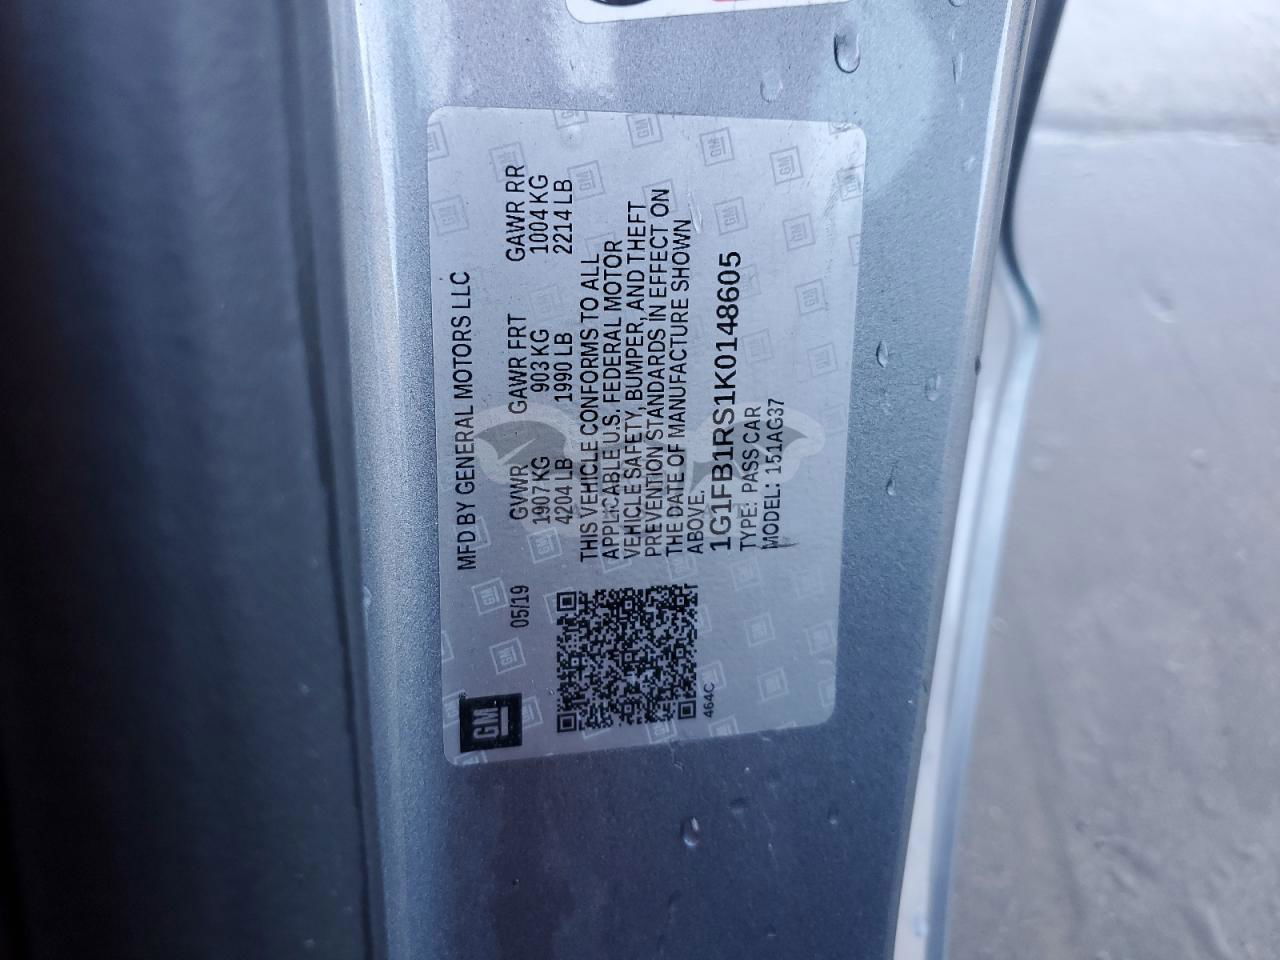 GM
MFD BY GENERAL MOTORS LLC
05/19
GVWR GAWR FRT GAWR RR
1907 KG 903 KG 1004 KG
4204 LB 1990 LB 2214 LB
THIS VEHICLE CONFORMS TO ALL
APPLICABLE U.S. FEDERAL MOTOR
VEHICLE SAFETY, BUMPER, AND THEFT
PREVENTION STANDARDS IN EFFECT ON
THE DATE OF MANUFACTURE SHOWN
ABOVE.
1G1FB1RS1K0148605
TYPE: PASS CAR
MODEL: 151AG37
464C